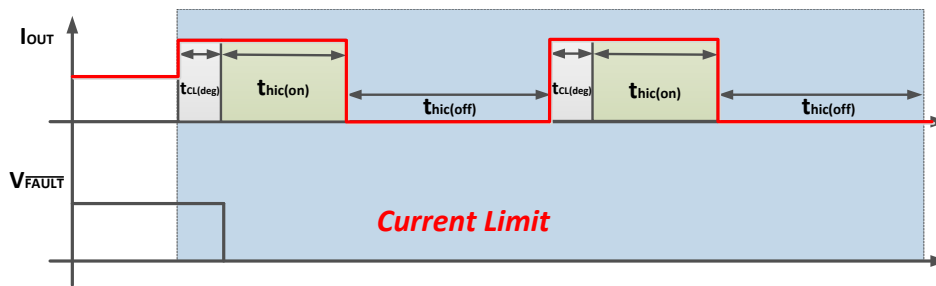 IOUT
tCL(deg)
thic(on)
thic(off)
tCL(deg)
thic(on)
thic(off)
VFAULT
Current Limit